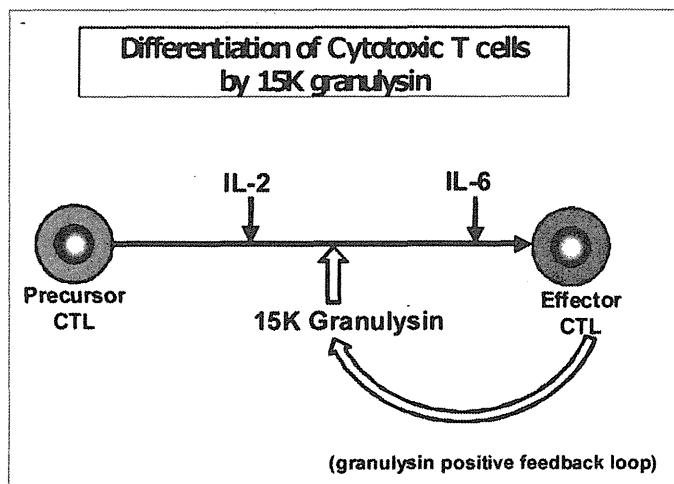 Differentiation of Cytotoxic T cells
by 15K granulysin
IL-2
IL-6
Precursor
CTL
15K Granulysin
Effector
CTL
(granulysin positive feedback loop)